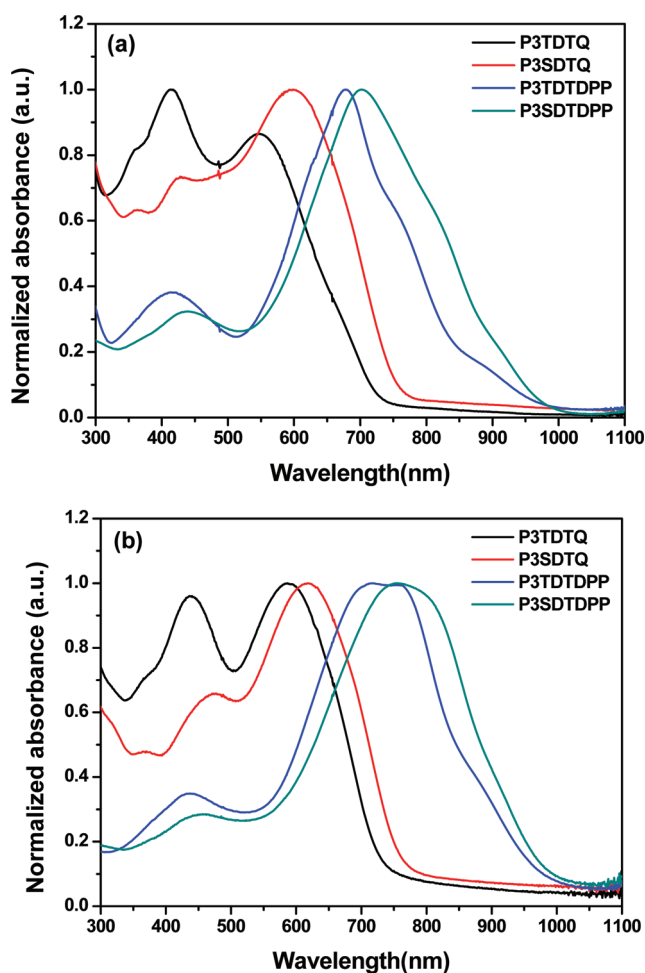 (a)
P3TDTQ
P3SDTQ
P3TDTDPP
P3SDTDPP
Normalized absorbance (a.u.)
1.2
1.0
0.8
0.6
0.4
0.2
0.0
300 400 500 600 700 800 900 1000 1100
Wavelength(nm)
(b)
P3TDTQ
P3SDTQ
P3TDTDPP
P3SDTDPP
Normalized absorbance (a.u.)
1.2
1.0
0.8
0.6
0.4
0.2
0.0
300 400 500 600 700 800 900 1000 1100
Wavelength(nm)